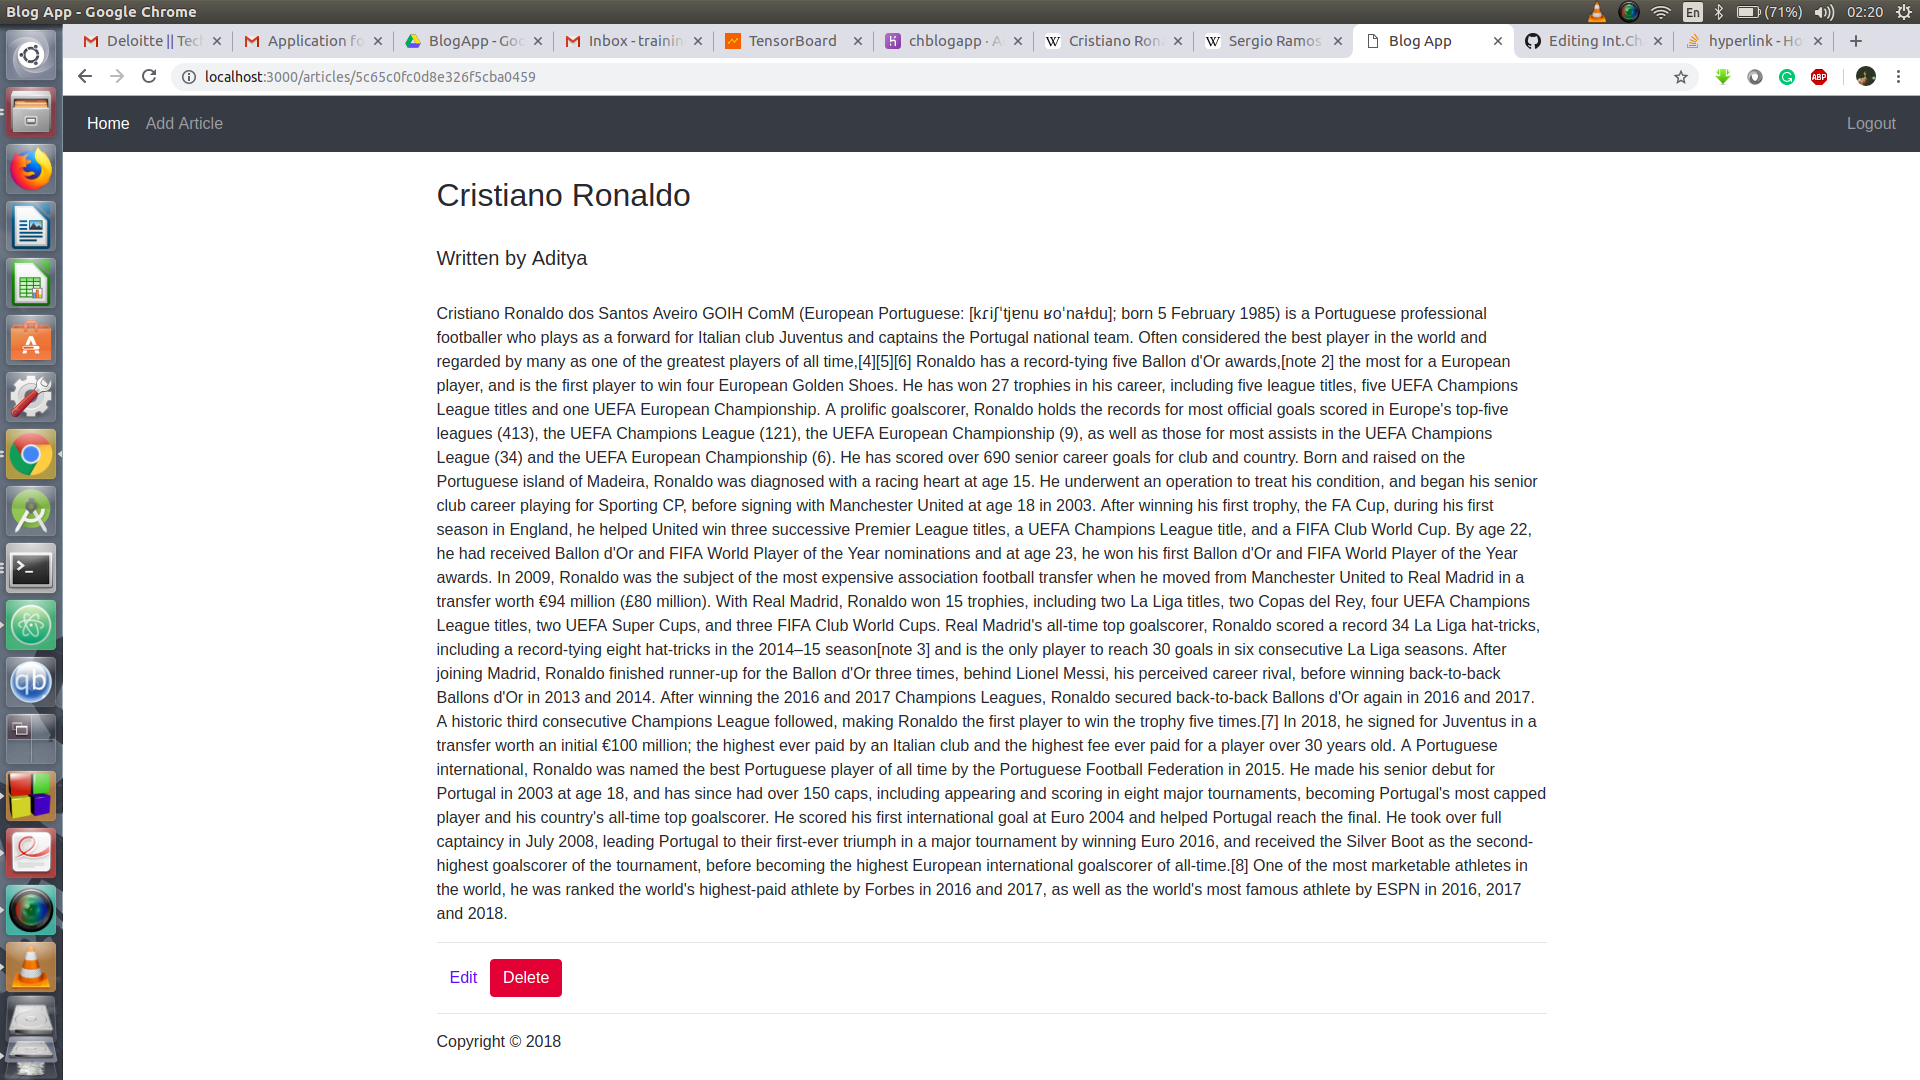 Blog App - Google Chrome
En
(71%)
02:20
Deloitte || Tec
Application fo
BlogApp - Goo
Inbox - trainin
TensorBoard
chblogapp · A
Cristiano Ron
Sergio Ramos
Blog App
Editing Int.Ch
hyperlink - Ho
localhost:3000/articles/5c65c0fc0d8e326f5cba0459
ABP
Home
Add Article
Logout
Cristiano Ronaldo
Written by Aditya
Cristiano Ronaldo dos Santos Aveiro GOIH ComM (European Portuguese: [kɾiʃˈtjɐnu ʁoˈnaɫdu]; born 5 February 1985) is a Portuguese professional
footballer who plays as a forward for Italian club Juventus and captains the Portugal national team. Often considered the best player in the world and
regarded by many as one of the greatest players of all time,[4][5][6] Ronaldo has a record-tying five Ballon d'Or awards,[note 2] the most for a European
player, and is the first player to win four European Golden Shoes. He has won 27 trophies in his career, including five league titles, five UEFA Champions
League titles and one UEFA European Championship. A prolific goalscorer, Ronaldo holds the records for most official goals scored in Europe's top-five
leagues (413), the UEFA Champions League (121), the UEFA European Championship (9), as well as those for most assists in the UEFA Champions
League (34) and the UEFA European Championship (6). He has scored over 690 senior career goals for club and country. Born and raised on the
Portuguese island of Madeira, Ronaldo was diagnosed with a racing heart at age 15. He underwent an operation to treat his condition, and began his senior
club career playing for Sporting CP, before signing with Manchester United at age 18 in 2003. After winning his first trophy, the FA Cup, during his first
season in England, he helped United win three successive Premier League titles, a UEFA Champions League title, and a FIFA Club World Cup. By age 22,
he had received Ballon d'Or and FIFA World Player of the Year nominations and at age 23, he won his first Ballon d'Or and FIFA World Player of the Year
awards. In 2009, Ronaldo was the subject of the most expensive association football transfer when he moved from Manchester United to Real Madrid in a
transfer worth €94 million (£80 million). With Real Madrid, Ronaldo won 15 trophies, including two La Liga titles, two Copas del Rey, four UEFA Champions
League titles, two UEFA Super Cups, and three FIFA Club World Cups. Real Madrid's all-time top goalscorer, Ronaldo scored a record 34 La Liga hat-tricks,
including a record-tying eight hat-tricks in the 2014–15 season[note 3] and is the only player to reach 30 goals in six consecutive La Liga seasons. After
joining Madrid, Ronaldo finished runner-up for the Ballon d'Or three times, behind Lionel Messi, his perceived career rival, before winning back-to-back
Ballons d'Or in 2013 and 2014. After winning the 2016 and 2017 Champions Leagues, Ronaldo secured back-to-back Ballons d'Or again in 2016 and 2017.
A historic third consecutive Champions League followed, making Ronaldo the first player to win the trophy five times.[7] In 2018, he signed for Juventus in a
transfer worth an initial €100 million; the highest ever paid by an Italian club and the highest fee ever paid for a player over 30 years old. A Portuguese
international, Ronaldo was named the best Portuguese player of all time by the Portuguese Football Federation in 2015. He made his senior debut for
Portugal in 2003 at age 18, and has since had over 150 caps, including appearing and scoring in eight major tournaments, becoming Portugal's most capped
player and his country's all-time top goalscorer. He scored his first international goal at Euro 2004 and helped Portugal reach the final. He took over full
captaincy in July 2008, leading Portugal to their first-ever triumph in a major tournament by winning Euro 2016, and received the Silver Boot as the second-
highest goalscorer of the tournament, before becoming the highest European international goalscorer of all-time.[8] One of the most marketable athletes in
the world, he was ranked the world's highest-paid athlete by Forbes in 2016 and 2017, as well as the world's most famous athlete by ESPN in 2016, 2017
and 2018.
Edit
Delete
Copyright © 2018